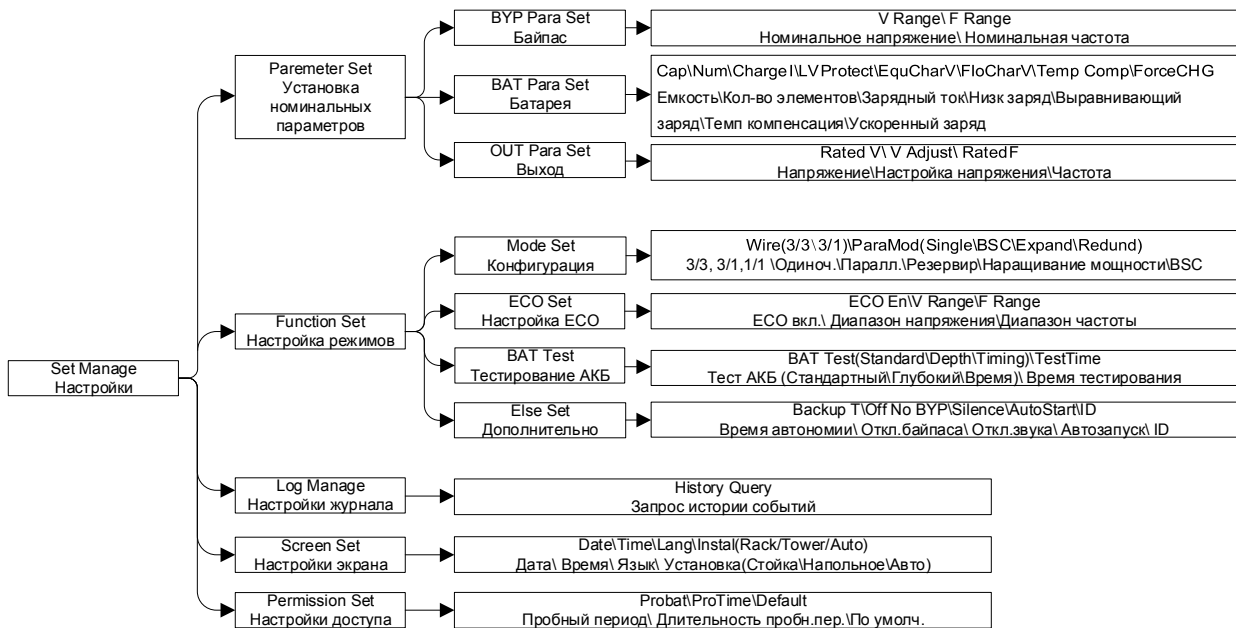 Set Manage
Настройки
Paremeter Set
Установка
номинальных
параметров
BYP Para Set
Байпас
V Range\ F Range
Номинальное напряжение\ Номинальная частота
BAT Para Set
Батарея
Cap\Num\ChargeI\LVProtect\EquCharV\FloCharV\Temp Comp\ForceCHG
Емкость\Кол-во элементов\Зарядный ток\Низк заряд\Выравнивающий
заряд\Темп компенсация\Ускоренный заряд
OUT Para Set
Выход
Rated V\ V Adjust\ RatedF
Напряжение\Настройка напряжения\Частота
Function Set
Настройка режимов
Mode Set
Конфигурация
Wire(3/3\3/1)\ParaMod(Single\BSC\Expand\Redund)
3/3, 3/1,1/1 \Одиноч.\Паралл.\Резервир\Наращивание мощности\BSC
ECO Set
Настройка ECO
ECO En\V Range\F Range
ECO вкл.\ Диапазон напряжения\Диапазон частоты
BAT Test
Тестирование АКБ
BAT Test(Standard\Depth\Timing)\TestTime
Тест АКБ (Стандартный\Глубокий\Время)\ Время тестирования
Else Set
Дополнительно
Backup T\Off No BYP\Silence\AutoStart\ID
Время автономии\ Откл.байпаса\ Откл.звука\ Автозапуск\ ID
Log Manage
Настройки журнала
History Query
Запрос истории событий
Screen Set
Настройки экрана
Date\Time\Lang\Instal(Rack/Tower/Auto)
Дата\ Время\ Язык\ Установка(Стойка\Напольное\Авто)
Permission Set
Настройки доступа
Probat\ProTime\Default
Пробный период\ Длительность пробн.пер.\По умолч.